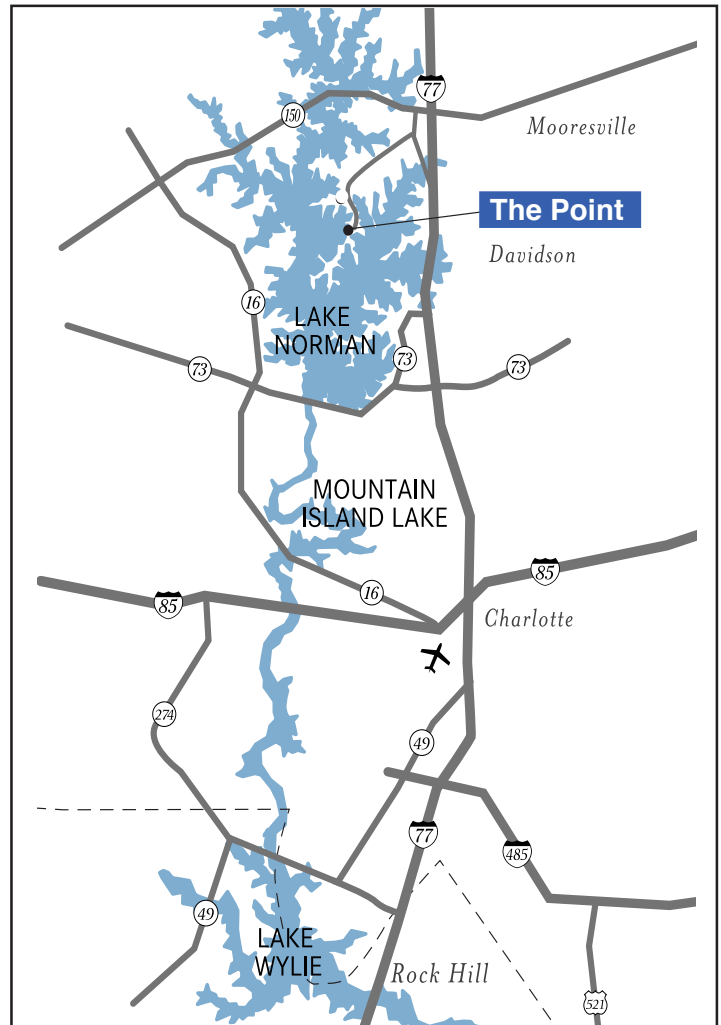 77
150
Mooresville
The Point
Davidson
16
LAKE
NORMAN
73
73
73
MOUNTAIN
ISLAND LAKE
85
85
16
Charlotte
274
49
77
485
49
LAKE
WYLIE
Rock Hill
521